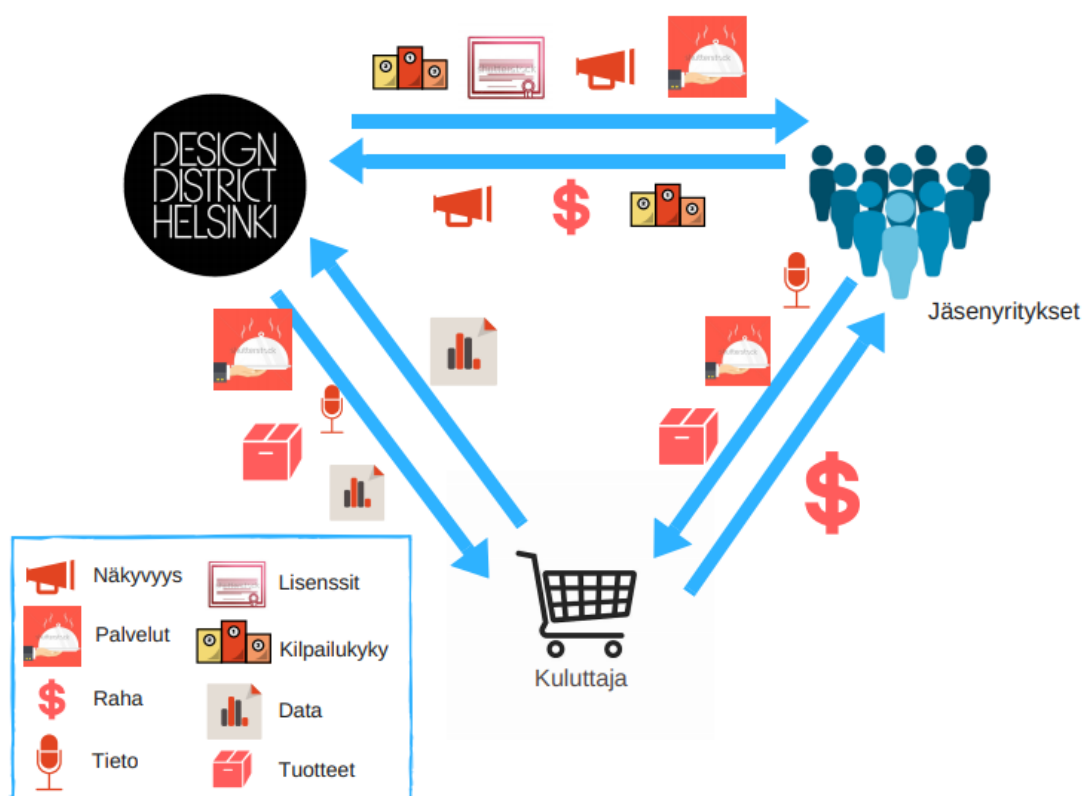 DESIGN
DISTRICT
HELSINKI
Jäsenyritykset
Kuluttaja
Näkyvyys
Lisenssit
Palvelut
Kilpailukyky
Raha
Data
Tieto
Tuotteet